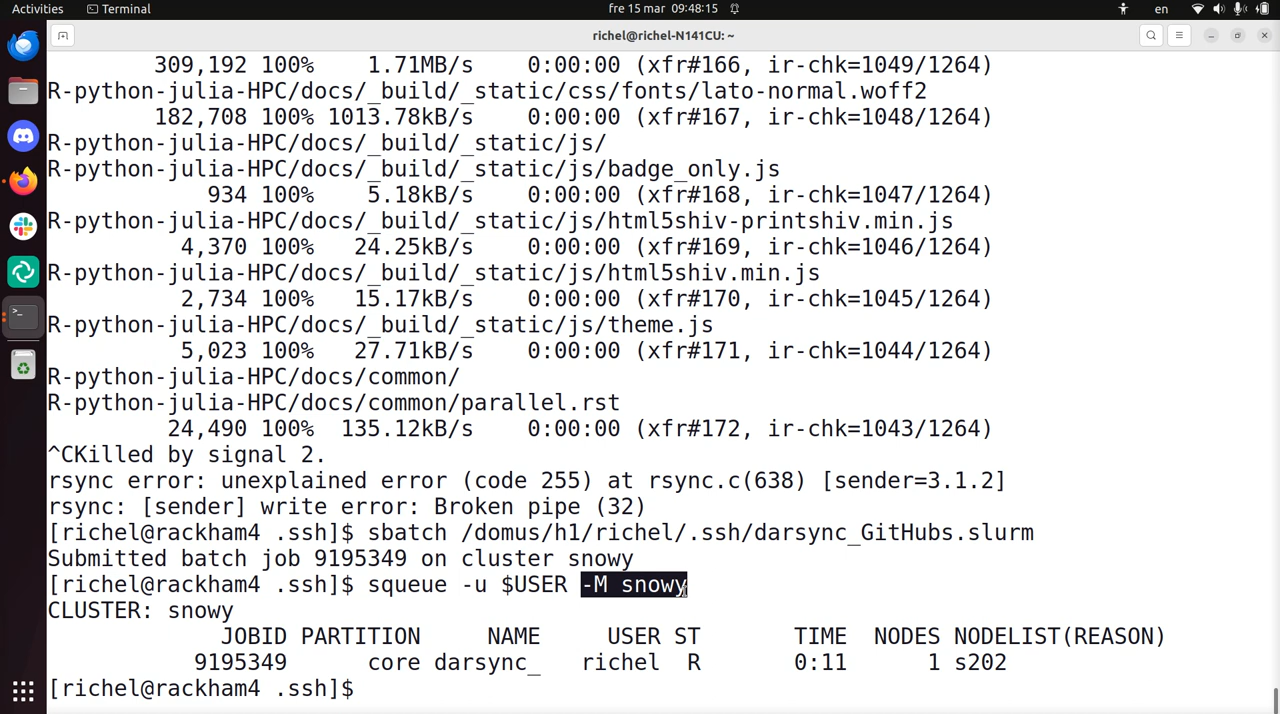 Activities
Terminal
fre 15 mar 09:48:15
en
richel@richel-N141CU: ~
309,192 100% 1.71MB/s 0:00:00 (xfr#166, ir-chk=1049/1264)
R-python-julia-HPC/docs/_build/_static/css/fonts/lato-normal.woff2
182,708 100% 1013.78kB/s 0:00:00 (xfr#167, ir-chk=1048/1264)
R-python-julia-HPC/docs/_build/_static/js/
R-python-julia-HPC/docs/_build/_static/js/badge_only.js
934 100% 5.18kB/s 0:00:00 (xfr#168, ir-chk=1047/1264)
R-python-julia-HPC/docs/_build/_static/js/html5shiv-printshiv.min.js
4,370 100% 24.25kB/s 0:00:00 (xfr#169, ir-chk=1046/1264)
R-python-julia-HPC/docs/_build/_static/js/html5shiv.min.js
2,734 100% 15.17kB/s 0:00:00 (xfr#170, ir-chk=1045/1264)
R-python-julia-HPC/docs/_build/_static/js/theme.js
5,023 100% 27.71kB/s 0:00:00 (xfr#171, ir-chk=1044/1264)
R-python-julia-HPC/docs/common/
R-python-julia-HPC/docs/common/parallel.rst
24,490 100% 135.12kB/s 0:00:00 (xfr#172, ir-chk=1043/1264)
^CKilled by signal 2.
rsync error: unexplained error (code 255) at rsync.c(638) [sender=3.1.2]
rsync: [sender] write error: Broken pipe (32)
[richel@rackham4 .ssh]$ sbatch /domus/h1/richel/.ssh/darsync_GitHubs.slurm
Submitted batch job 9195349 on cluster snowy
[richel@rackham4 .ssh]$ squeue -u $USER -M snowy
CLUSTER: snowy
JOBID PARTITION NAME USER ST TIME NODES NODELIST(REASON)
9195349 core darsync_ richel R 0:11 1 s202
[richel@rackham4 .ssh]$